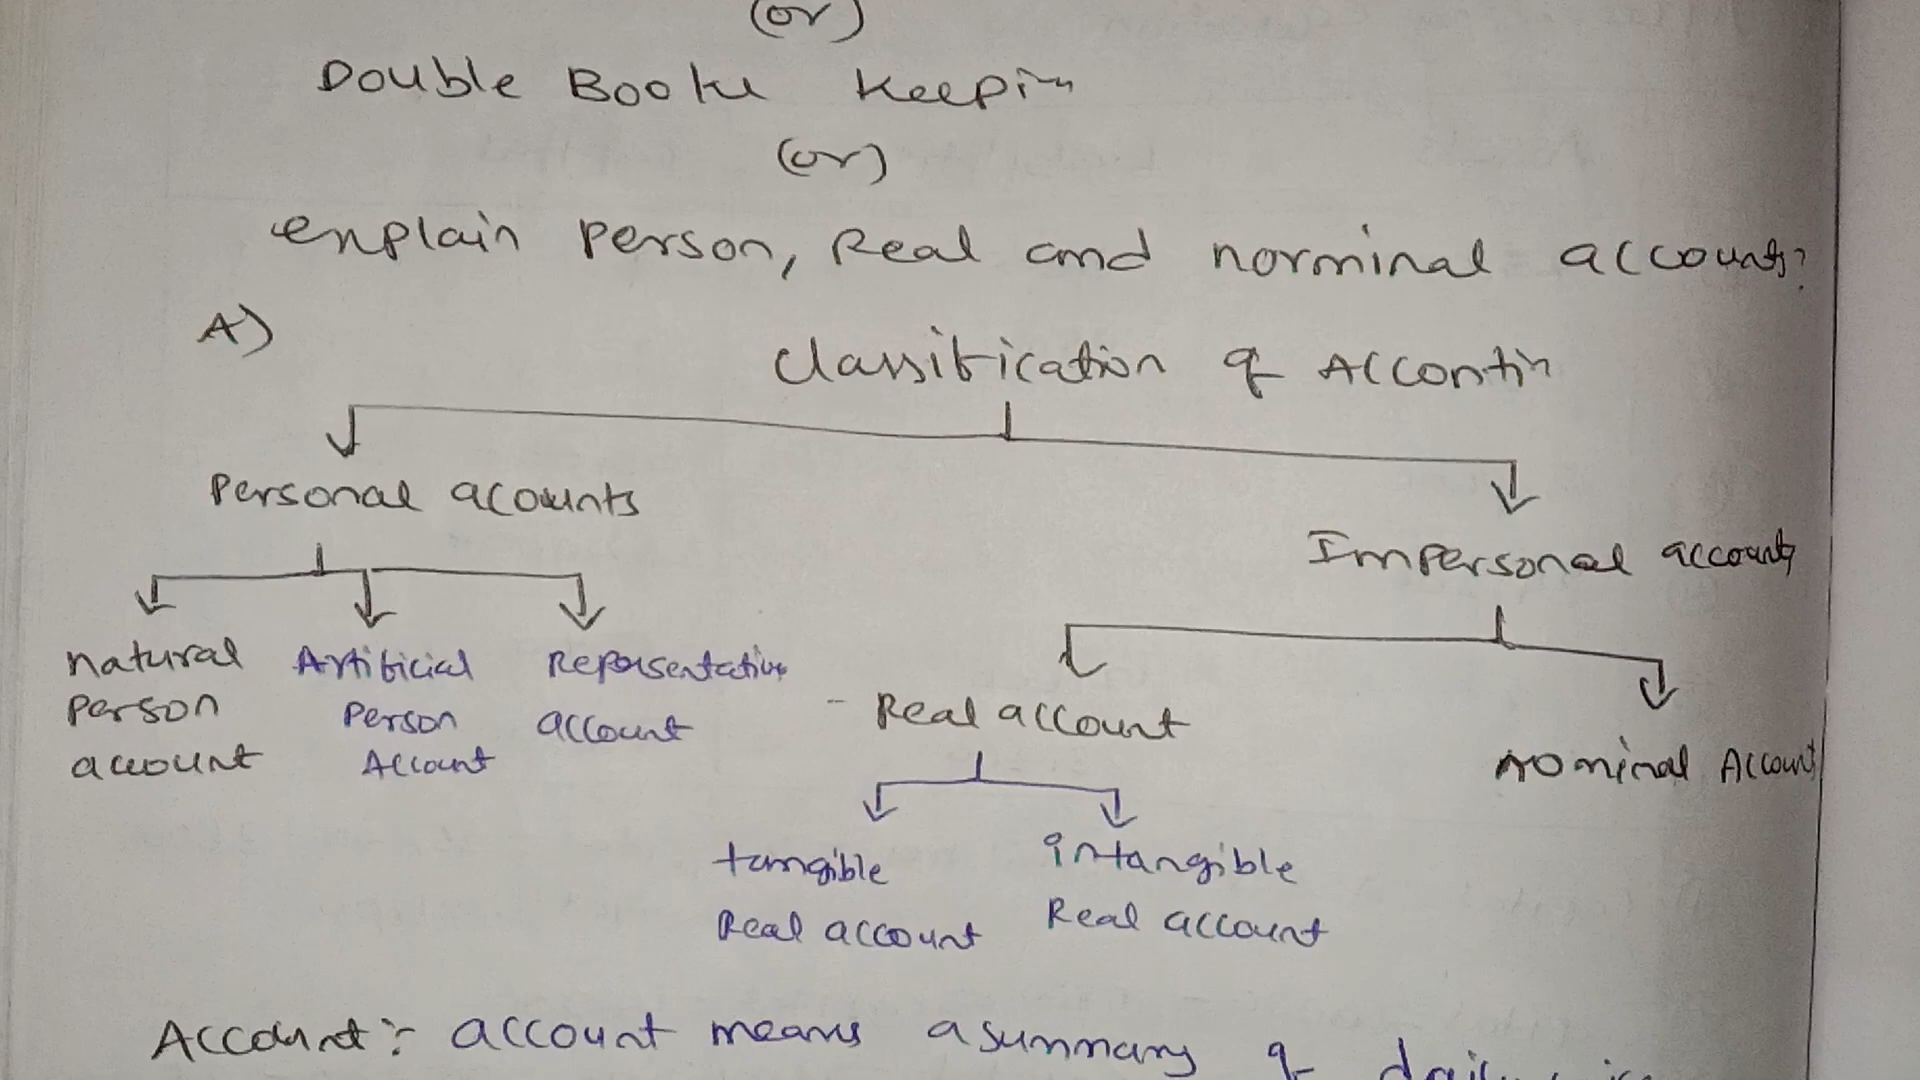 (or)
Double Booke Keepin
(or)
explain person, Real and norminal accounts?
A)
Classification of Accontin
Personal acounts
Impersonal accounts
natural person account
Artificial Person Account
Repersentative account
- Real account
nominal Account
tangible Real account
intangible Real account
Account:- account means a summary of